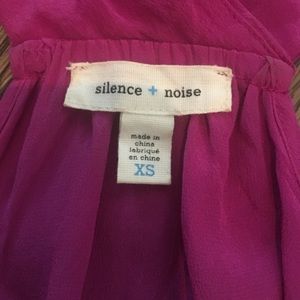 silence + noise
made in
china
fabriqué
en chine
XS